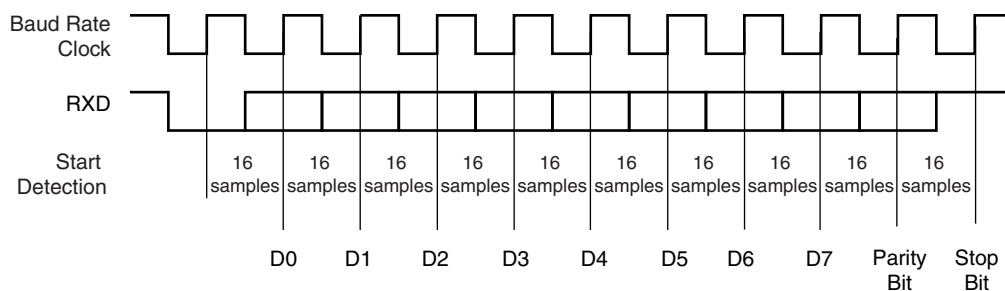 Baud Rate
Clock
RXD
Start
Detection
16 16 16 16 16 16 16 16 16 16
samples samples samples samples samples samples samples samples samples samples
D0 D1 D2 D3 D4 D5 D6 D7 Parity Stop
Bit Bit